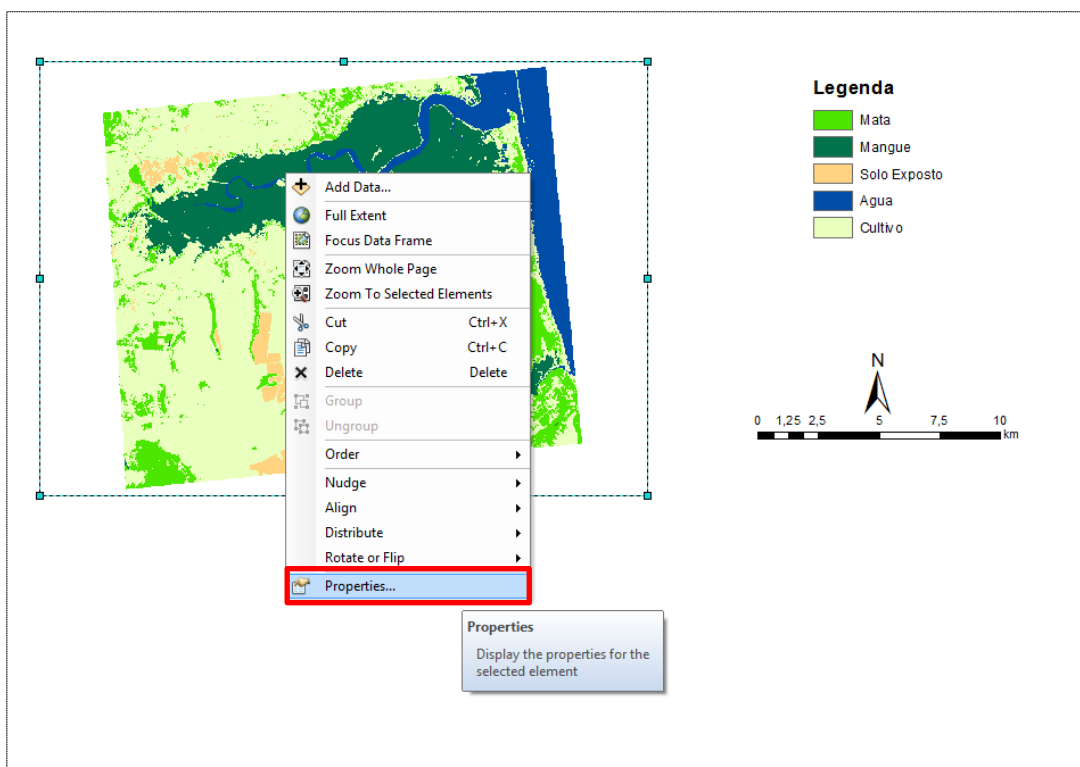 Legenda
Mata
Mangue
Solo Exposto
Agua
Cultivo
N
0 1,25 2,5 5 7,5 10
km
Add Data...
Full Extent
Focus Data Frame
Zoom Whole Page
Zoom To Selected Elements
Cut Ctrl+X
Copy Ctrl+C
Delete Delete
Group
Ungroup
Order
Nudge
Align
Distribute
Rotate or Flip
Properties...
Properties
Display the properties for the
selected element